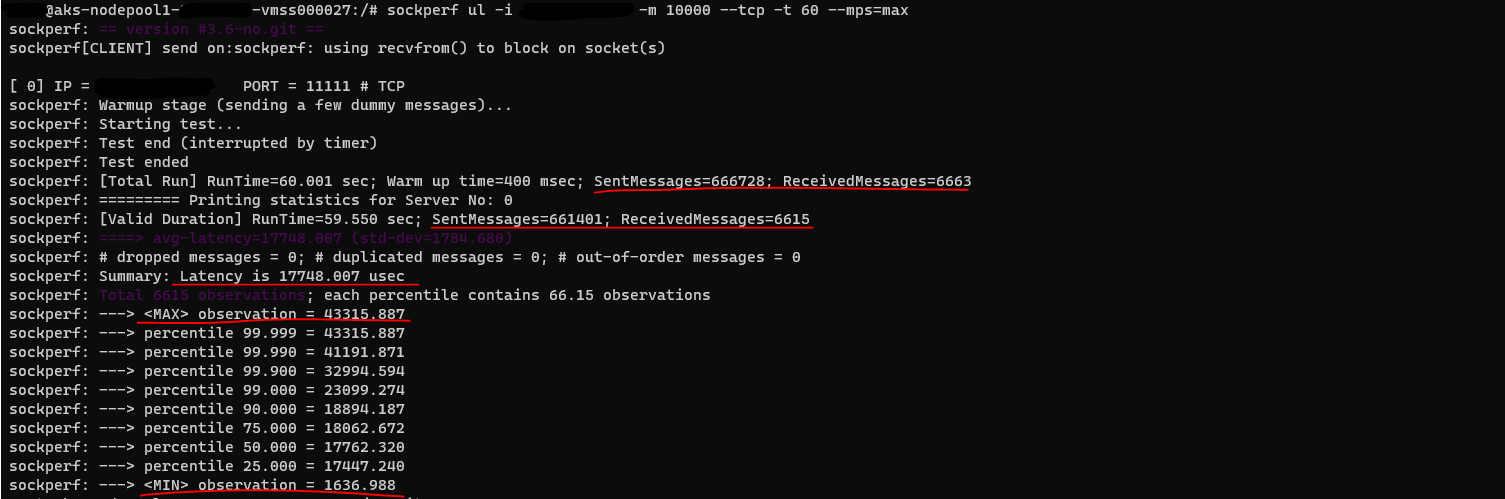 @aks-nodepool1- -vmss000027:/# sockperf ul -i -m 10000 --tcp -t 60 --mps=max
sockperf: == version #3.6-no.git ==
sockperf[CLIENT] send on:sockperf: using recvfrom() to block on socket(s)
[ 0] IP = PORT = 11111 # TCP
sockperf: Warmup stage (sending a few dummy messages)...
sockperf: Starting test...
sockperf: Test end (interrupted by timer)
sockperf: Test ended
sockperf: [Total Run] RunTime=60.001 sec; Warm up time=400 msec; SentMessages=666728; ReceivedMessages=6663
sockperf: ========= Printing statistics for Server No: 0
sockperf: [Valid Duration] RunTime=59.550 sec; SentMessages=661401; ReceivedMessages=6615
sockperf: ====> avg-latency=17748.007 (std-dev=1784.680)
sockperf: # dropped messages = 0; # duplicated messages = 0; # out-of-order messages = 0
sockperf: Summary: Latency is 17748.007 usec
sockperf: Total 6615 observations; each percentile contains 66.15 observations
sockperf: ---> <MAX> observation = 43315.887
sockperf: ---> percentile 99.999 = 43315.887
sockperf: ---> percentile 99.990 = 41191.871
sockperf: ---> percentile 99.900 = 32994.594
sockperf: ---> percentile 99.000 = 23099.274
sockperf: ---> percentile 90.000 = 18894.187
sockperf: ---> percentile 75.000 = 18062.672
sockperf: ---> percentile 50.000 = 17762.320
sockperf: ---> percentile 25.000 = 17447.240
sockperf: ---> <MIN> observation = 1636.988